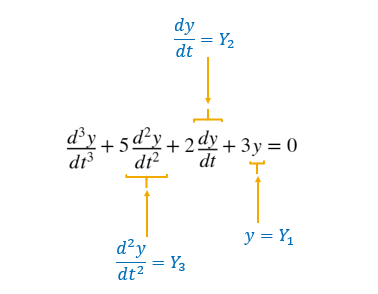 dy/dt = Y₂
d³y/dt³ + 5 d²y/dt² + 2 dy/dt + 3y = 0
y = Y₁
d²y/dt² = Y₃